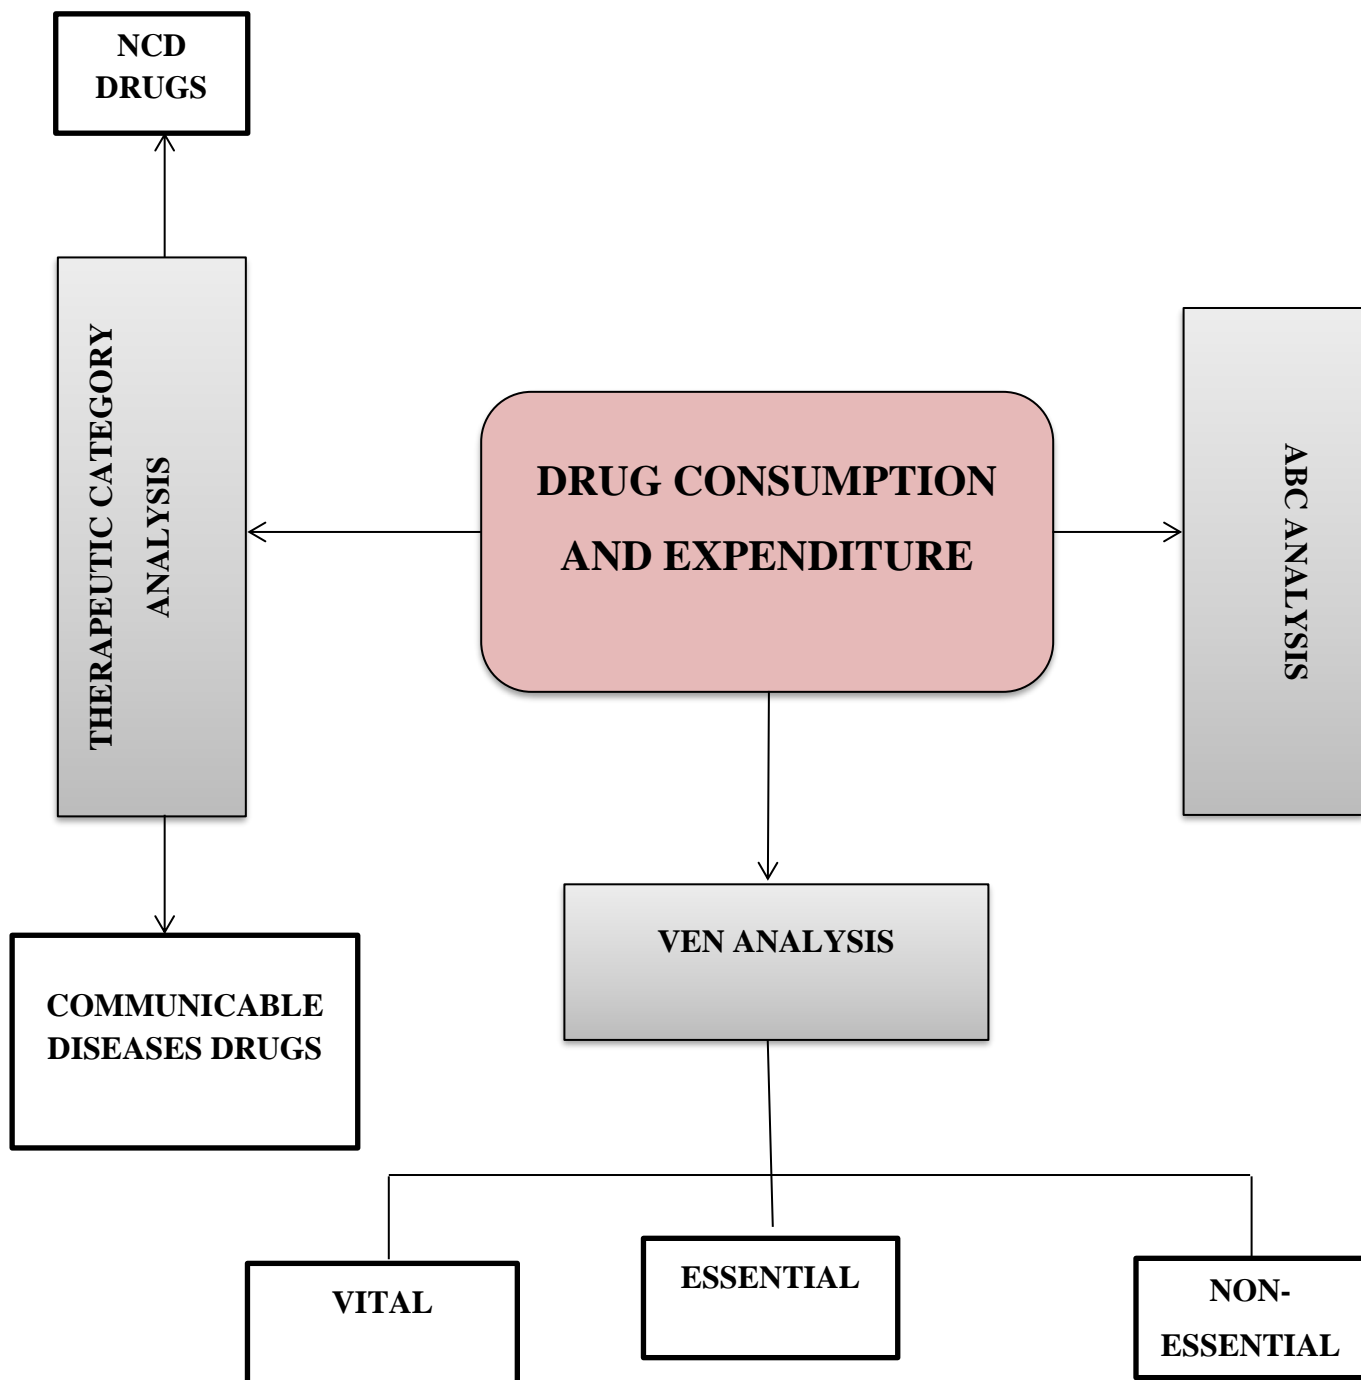 NCD
DRUGS
THERAPEUTIC CATEGORY
ANALYSIS
DRUG CONSUMPTION
AND EXPENDITURE
ABC ANALYSIS
VEN ANALYSIS
COMMUNICABLE
DISEASES DRUGS
VITAL
ESSENTIAL
NON-
ESSENTIAL